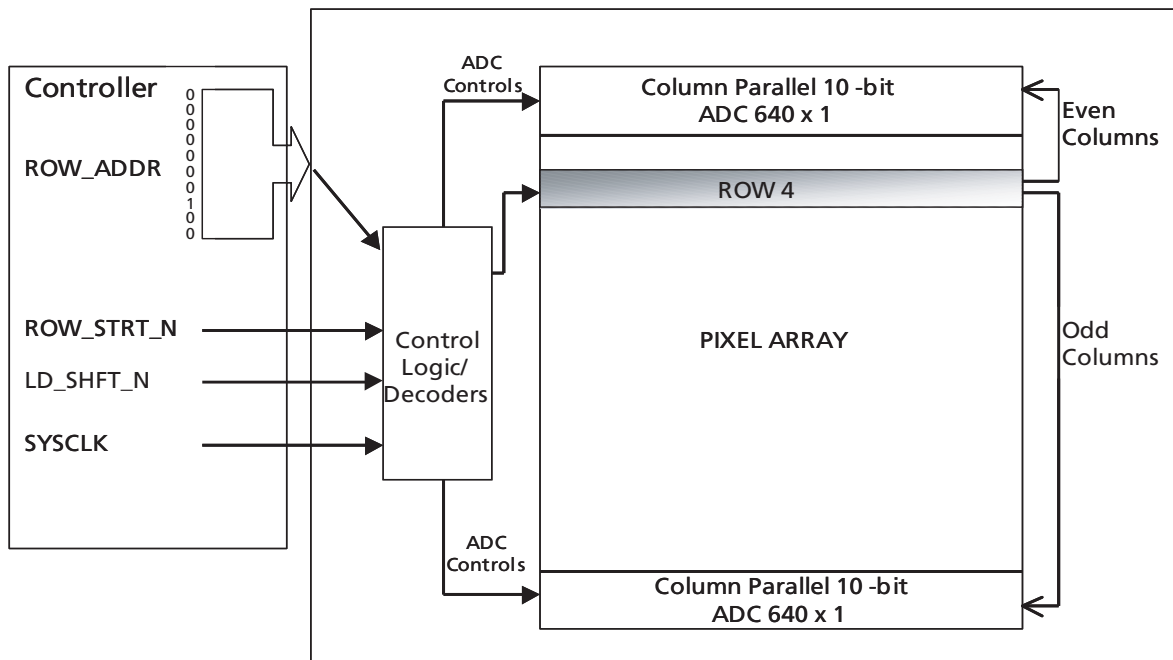 Controller
ROW_ADDR
0
0
0
0
0
0
0
1
0
0
ROW_STRT_N
LD_SHFT_N
SYSCLK
Control
Logic/
Decoders
ADC
Controls
Column Parallel 10 -bit
ADC 640 x 1
Even
Columns
ROW 4
PIXEL ARRAY
Odd
Columns
ADC
Controls
Column Parallel 10 -bit
ADC 640 x 1